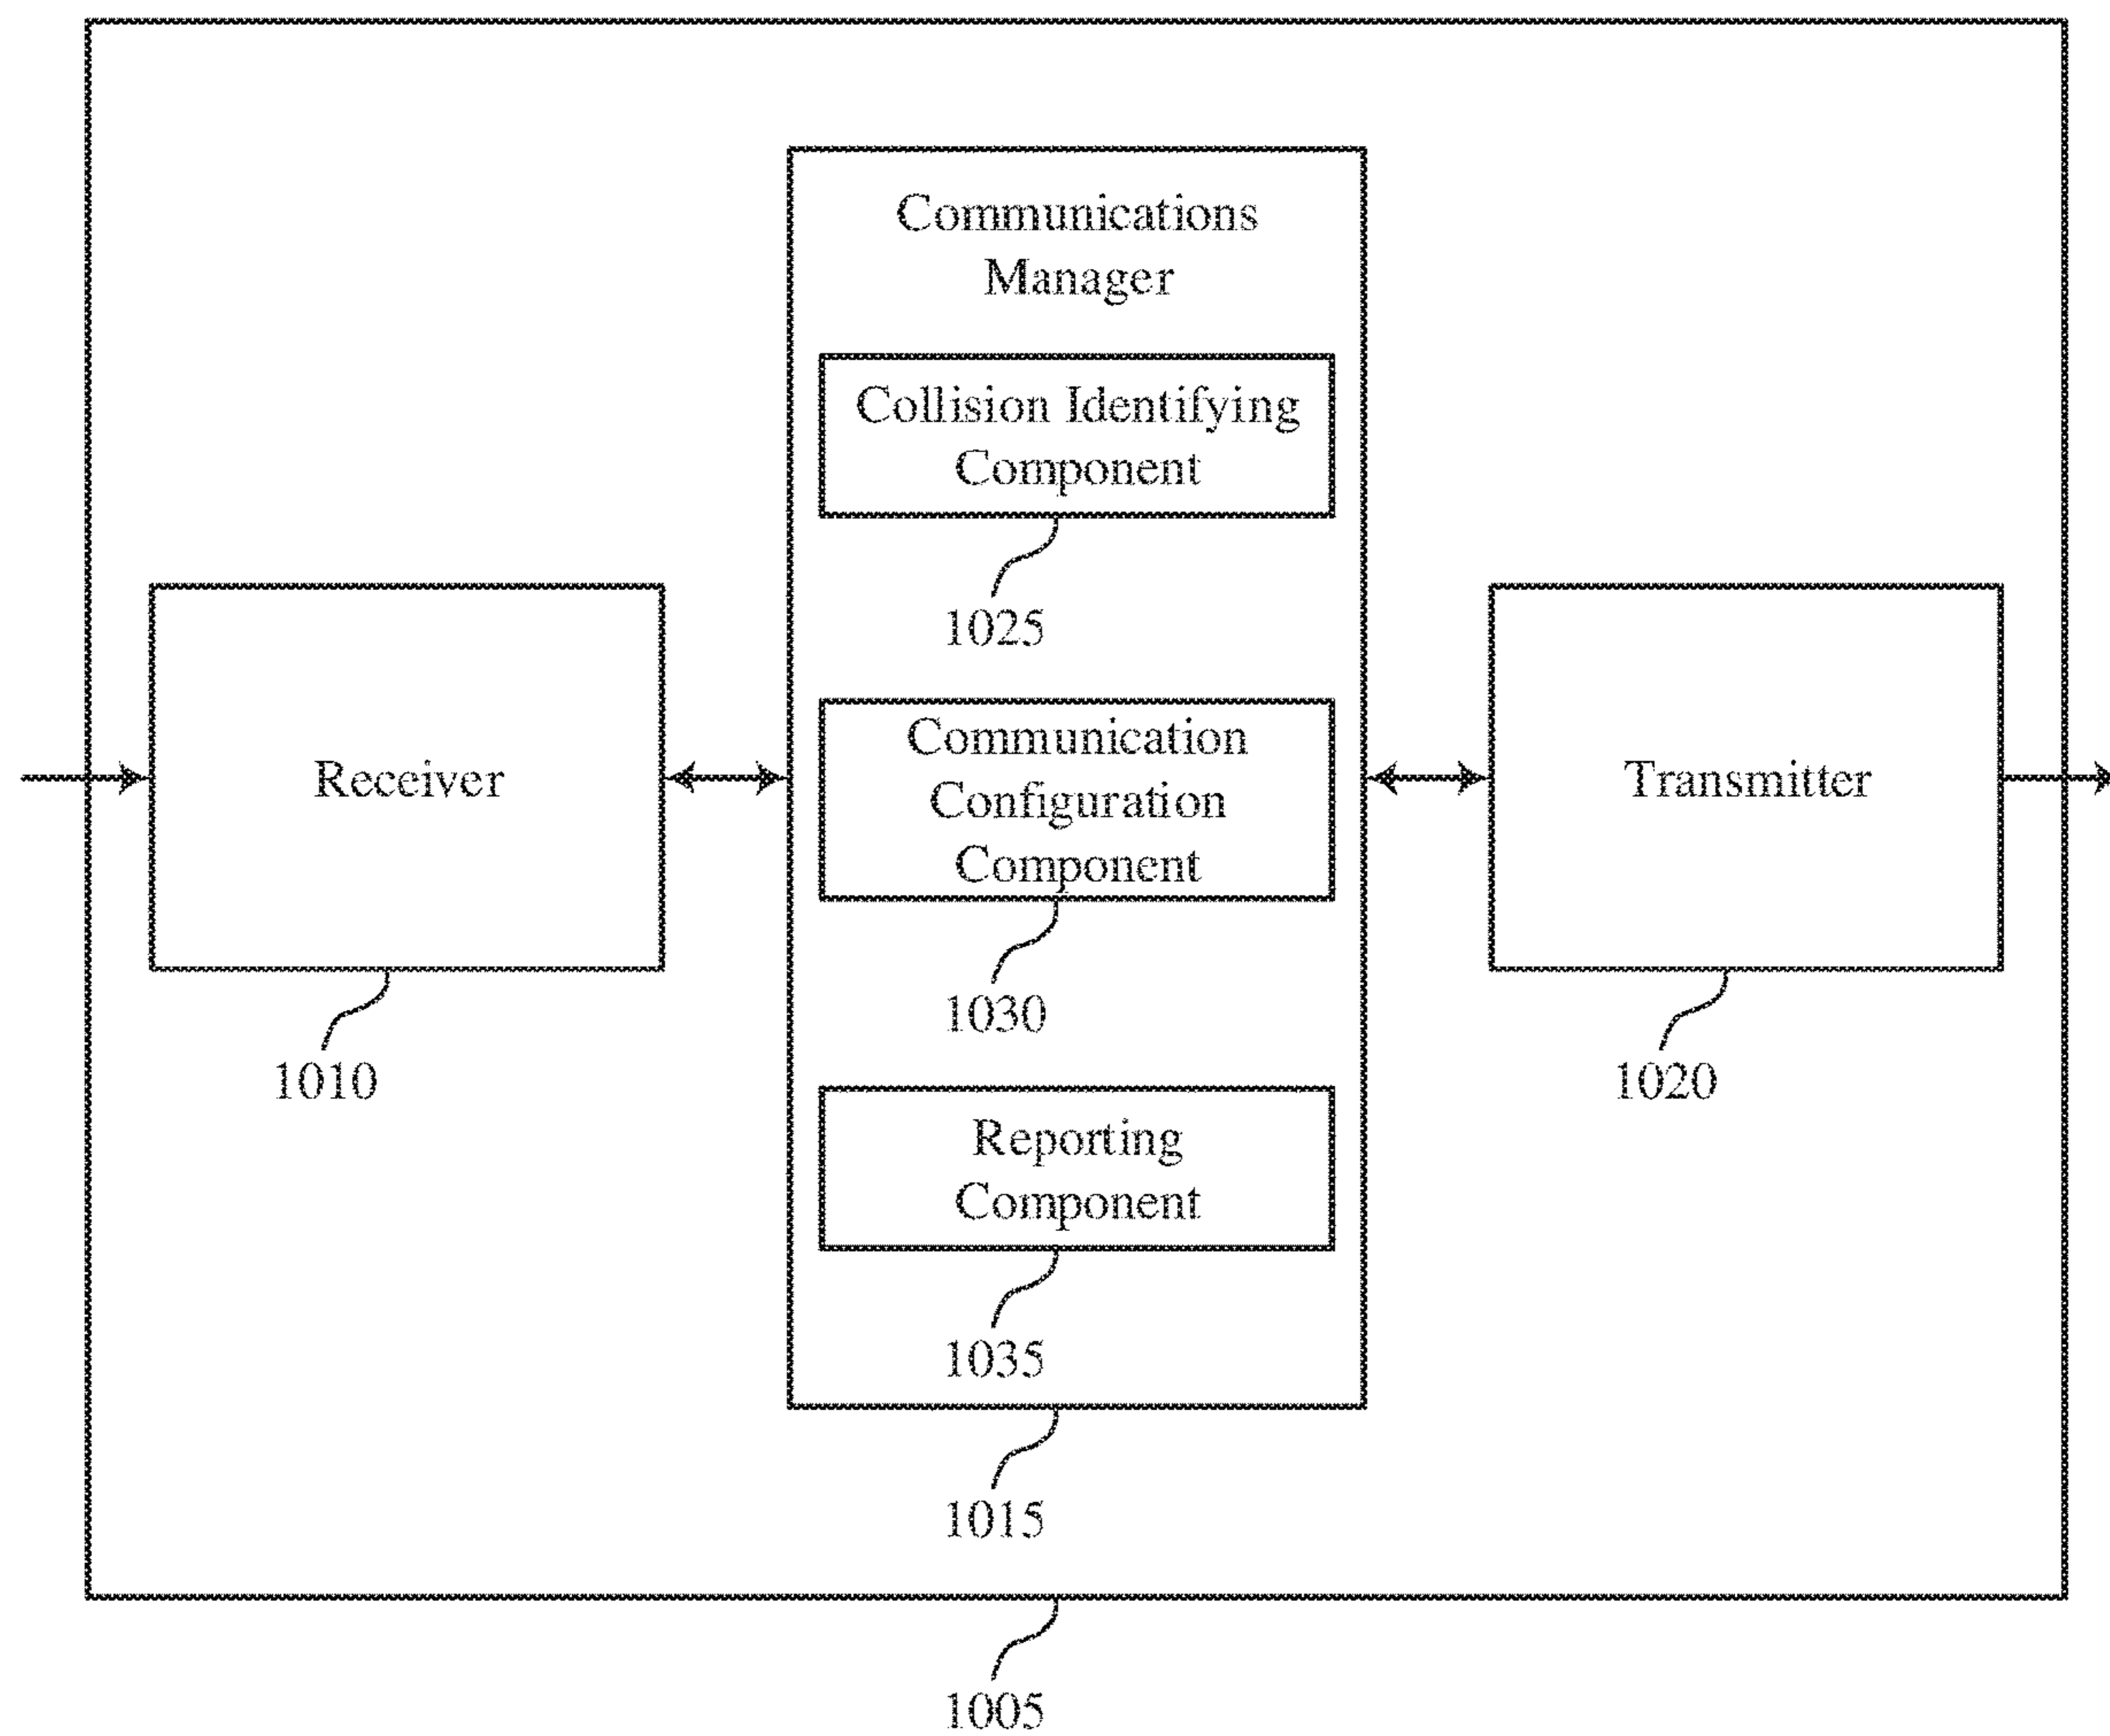 Communications
Manager
Collision Identifying
Component
1025
Receiver
1010
Communication
Configuration
Component
1030
Transmitter
1020
Reporting
Component
1035
1015
1005